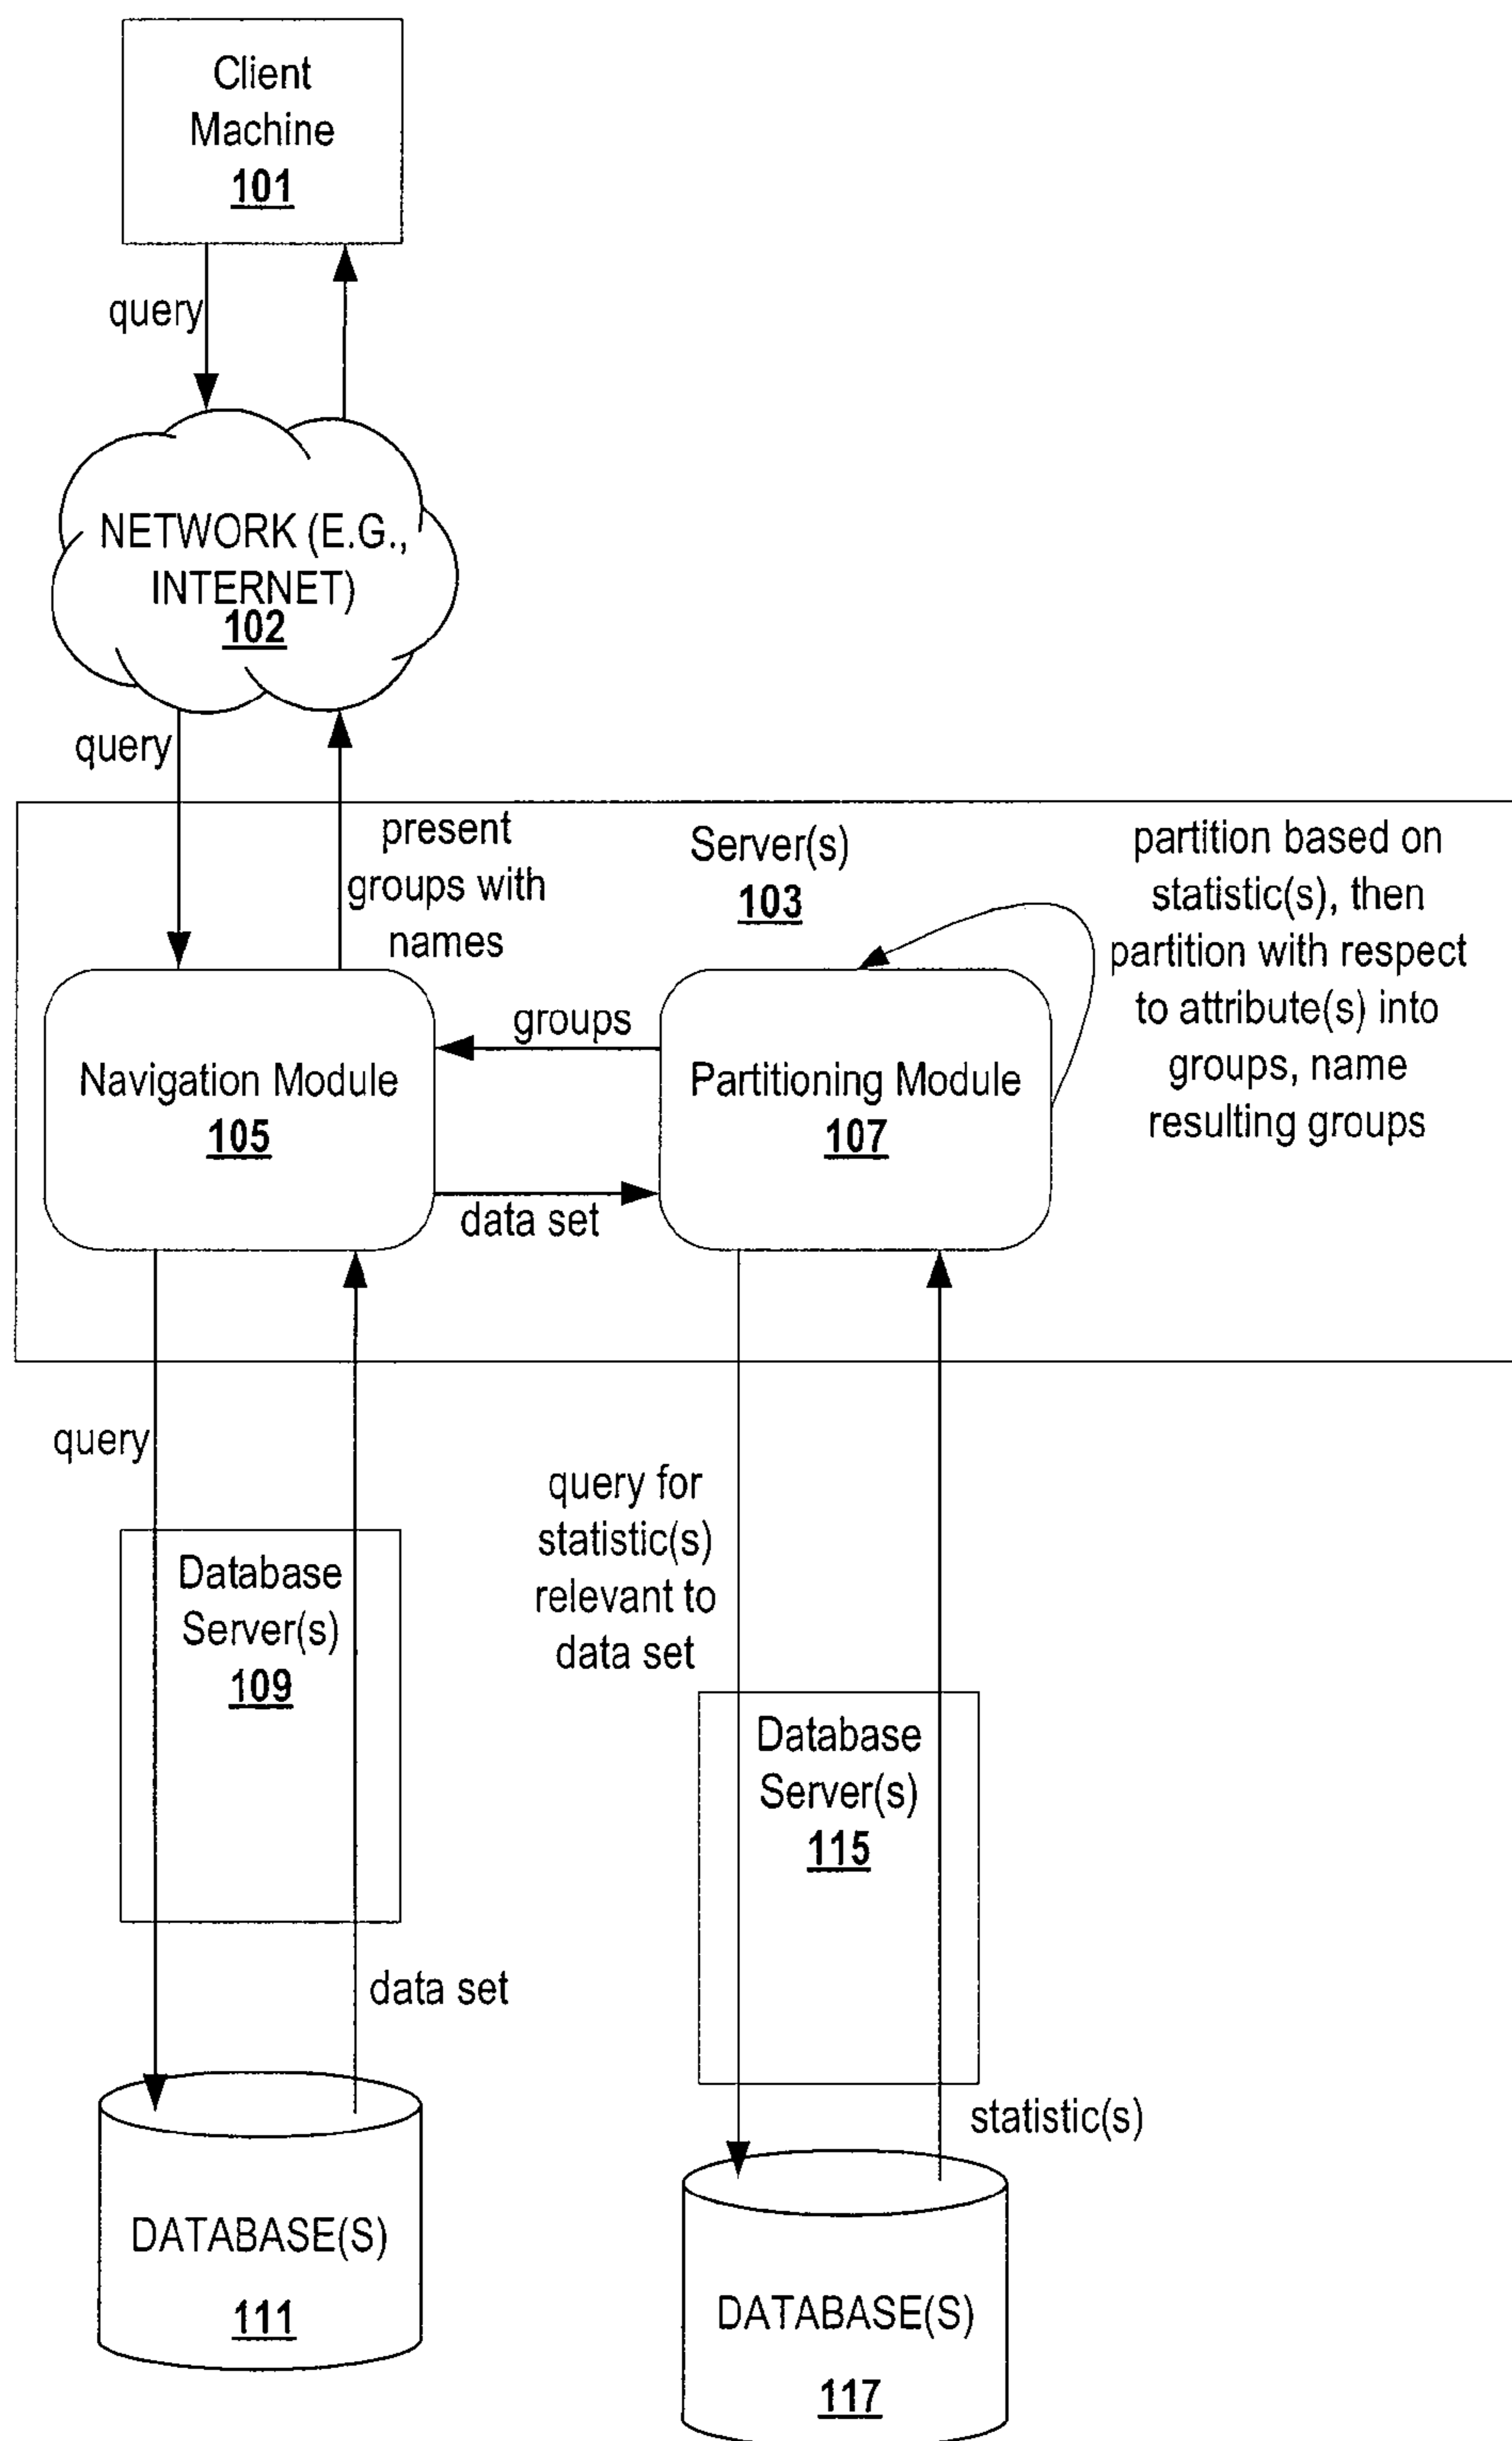 Client
Machine
101
query
NETWORK (E.G.,
INTERNET)
102
query
present
groups with
names
Server(s)
103
partition based on
statistic(s), then
partition with respect
to attribute(s) into
groups, name
resulting groups
groups
Navigation Module
105
Partitioning Module
107
data set
query
query for
statistic(s)
relevant to
data set
Database
Server(s)
109
Database
Server(s)
115
data set
statistic(s)
DATABASE(S)
111
DATABASE(S)
117